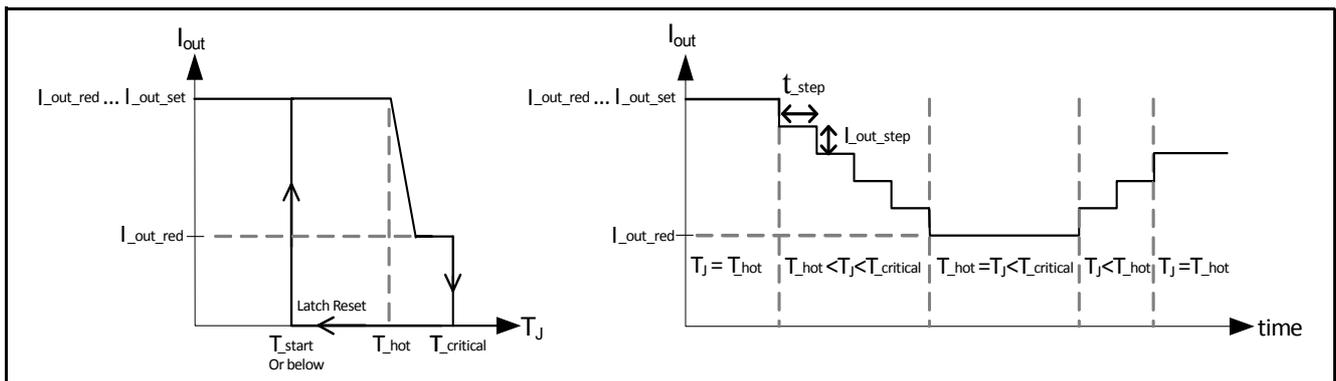 I_out
I_out_red ... I_out_set
I_out_red
Latch Reset
T_start
Or below
T_hot
T_critical
T_J
I_out
I_out_red ... I_out_set
t_step
I_out_step
I_out_red
T_J = T_hot
T_hot <T_J<T_critical
T_hot =T_J<T_critical
T_J<T_hot
T_J =T_hot
time